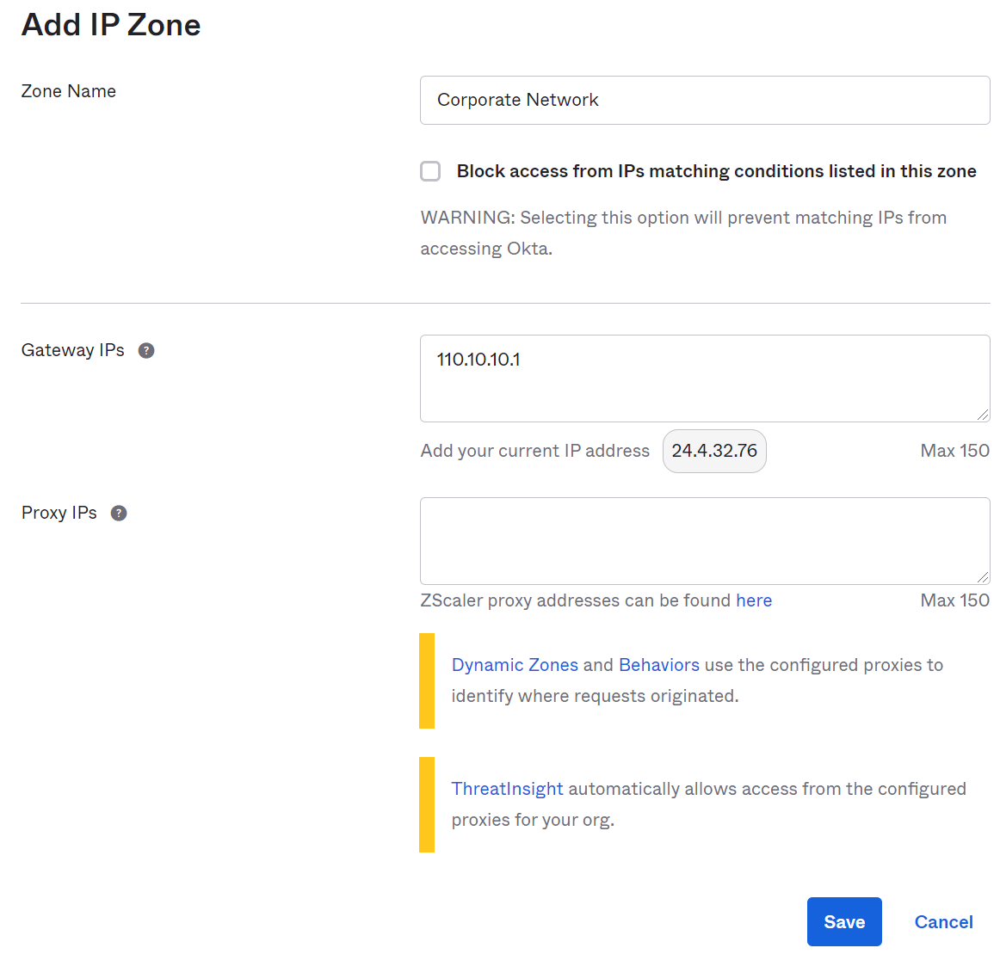 Add IP Zone
Zone Name
Corporate Network
Block access from IPs matching conditions listed in this zone
WARNING: Selecting this option will prevent matching IPs from
accessing Okta.
Gateway IPs ?
110.10.10.1
Add your current IP address 24.4.32.76 Max 150
Proxy IPs ?
ZScaler proxy addresses can be found here Max 150
Dynamic Zones and Behaviors use the configured proxies to
identify where requests originated.
ThreatInsight automatically allows access from the configured
proxies for your org.
Save Cancel